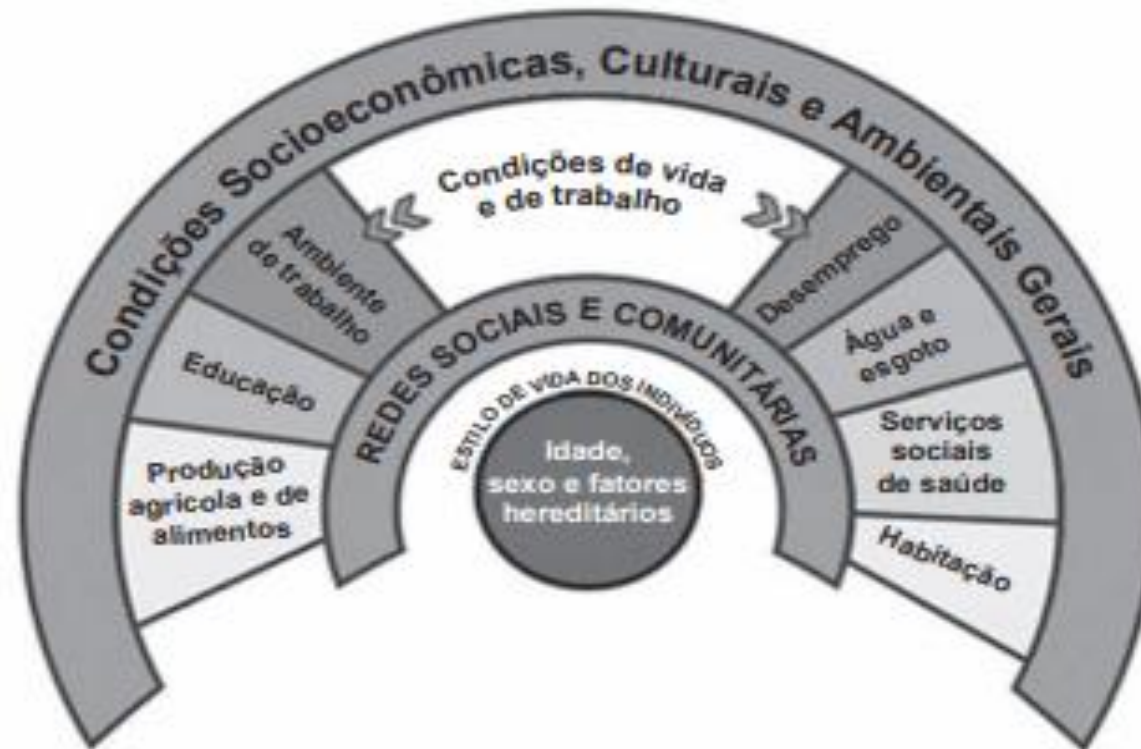 Condições Socioeconômicas, Culturais e Ambientais Gerais
Condições de vida
e de trabalho
Ambiente
de trabalho
Educação
Produção
agricola e de
alimentos
Desemprego
Água e
esgoto
Serviços
sociais
de saúde
Habitação
REDES SOCIAIS E COMUNITÁRIAS
ESTILO DE VIDA DOS INDIVÍDUOS
Idade,
sexo e fatores
hereditários